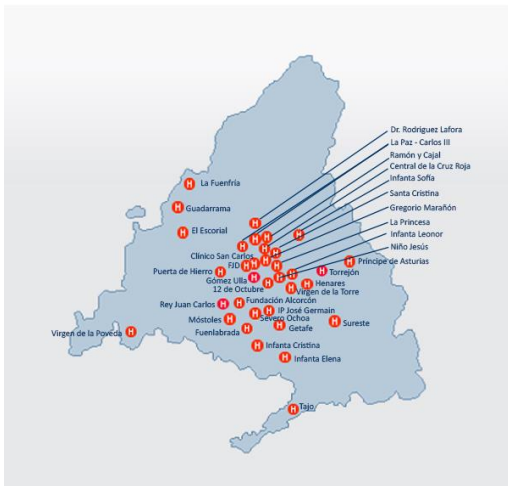 Dr. Rodriguez Lafora
La Paz - Carlos III
Ramón y Cajal
Central de la Cruz Roja
Infanta Sofía
Santa Cristina
Gregorio Marañón
La Princesa
Infanta Leonor
Niño Jesús
La Fuenfría
Guadarrama
El Escorial
Clínico San Carlos
FJD
Príncipe de Asturias
Puerta de Hierro
Torrejón
Gómez Ulla
Henares
12 de Octubre
Virgen de la Torre
Rey Juan Carlos
Fundación Alcorcón
IP José Germain
Móstoles
Severo Ochoa
Sureste
Fuenlabrada
Getafe
Virgen de la Poveda
Infanta Cristina
Infanta Elena
Tajo